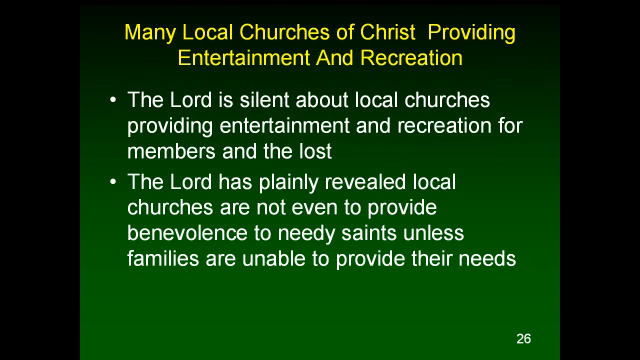 Many Local Churches of Christ  Providing
Entertainment And Recreation
• The Lord is silent about local churches
providing entertainment and recreation for
members and the lost
• The Lord has plainly revealed local
churches are not even to provide
benevolence to needy saints unless
families are unable to provide their needs
26